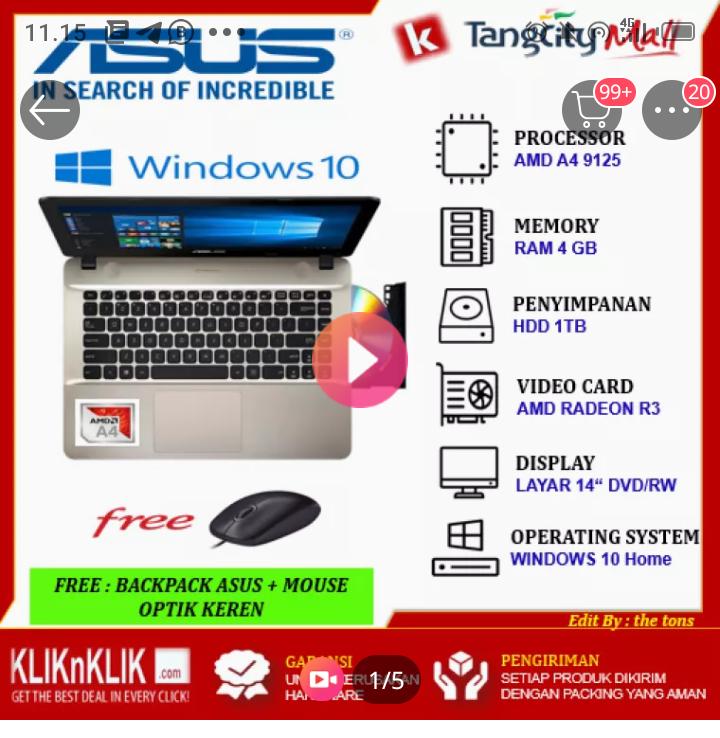 11.15
4G
ASUS®
IN SEARCH OF INCREDIBLE
k TangCity Mall
99+
20
Windows 10
PROCESSOR
AMD A4 9125
MEMORY
RAM 4 GB
PENYIMPANAN
HDD 1TB
VIDEO CARD
AMD RADEON R3
DISPLAY
LAYAR 14“ DVD/RW
OPERATING SYSTEM
WINDOWS 10 Home
AMD
A4
free
FREE : BACKPACK ASUS + MOUSE
OPTIK KEREN
Edit By : the tons
KLIKnKLIK.com
GET THE BEST DEAL IN EVERY CLICK!
1/5
PENGIRIMAN
SETIAP PRODUK DIKIRIM
DENGAN PACKING YANG AMAN